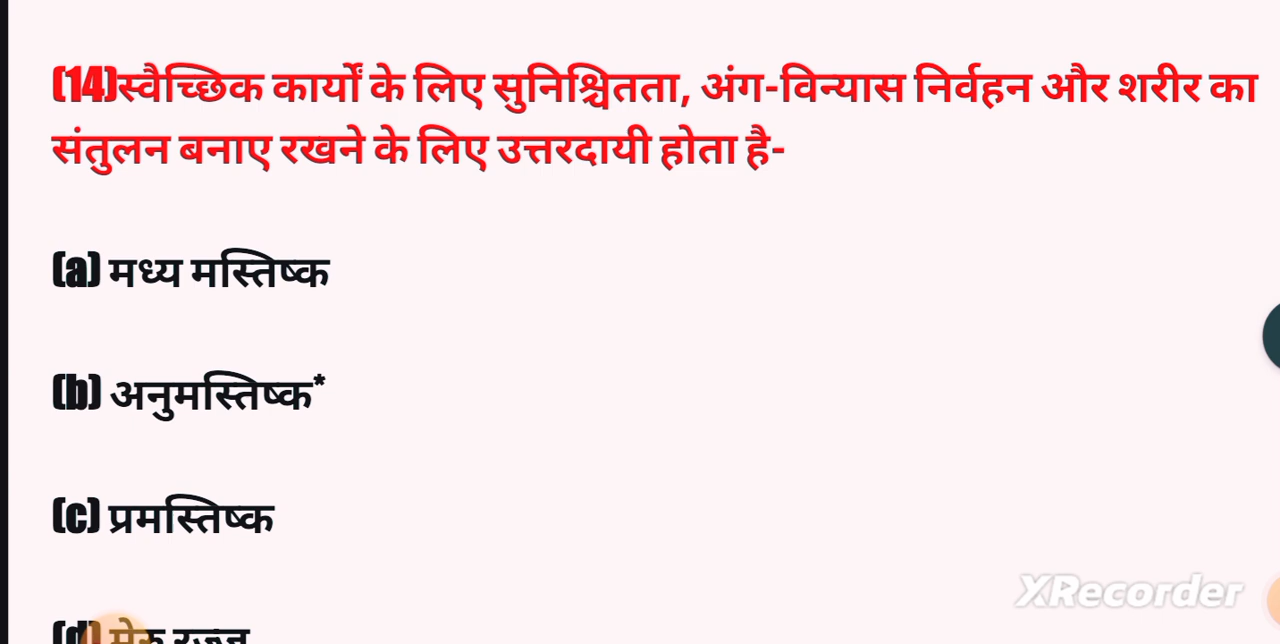 (14)स्वैच्छिक कार्यों के लिए सुनिश्चितता, अंग-विन्यास निर्वहन और शरीर का
संतुलन बनाए रखने के लिए उत्तरदायी होता है-
(a) मध्य मस्तिष्क
(b) अनुमस्तिष्क*
(c) प्रमस्तिष्क
XRecorder
(d) मेरु